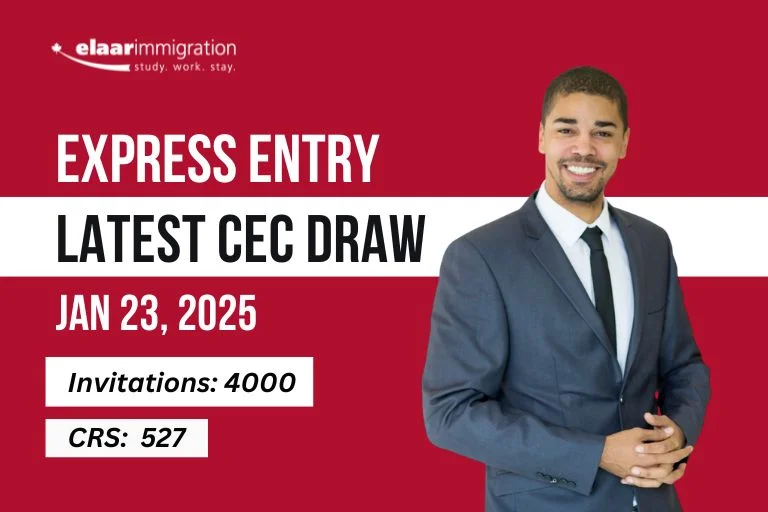 elaarimmigration
study. work. stay.
EXPRESS ENTRY
LATEST CEC DRAW
JAN 23, 2025
Invitations: 4000
CRS: 527